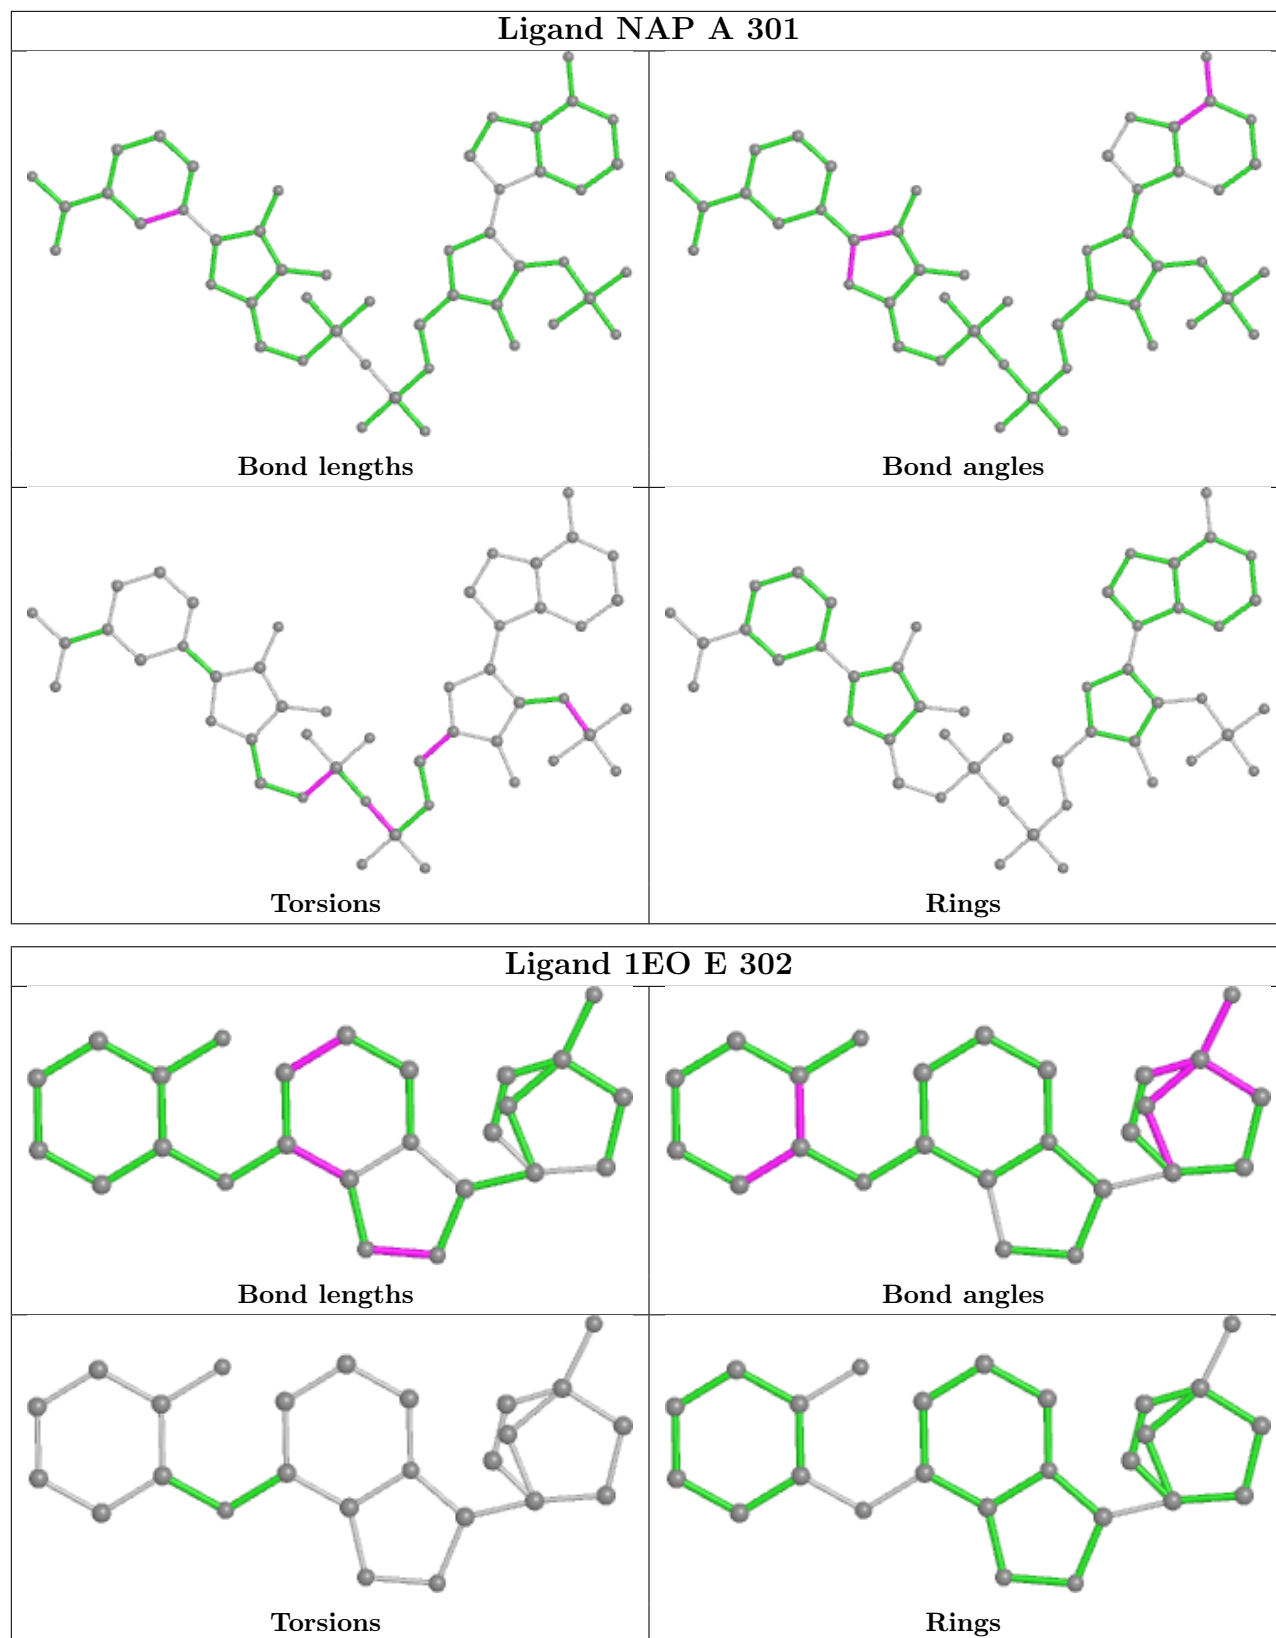 Ligand NAP A 301
Bond lengths
Bond angles
Torsions
Rings
Ligand 1EO E 302
Bond lengths
Bond angles
Torsions
Rings